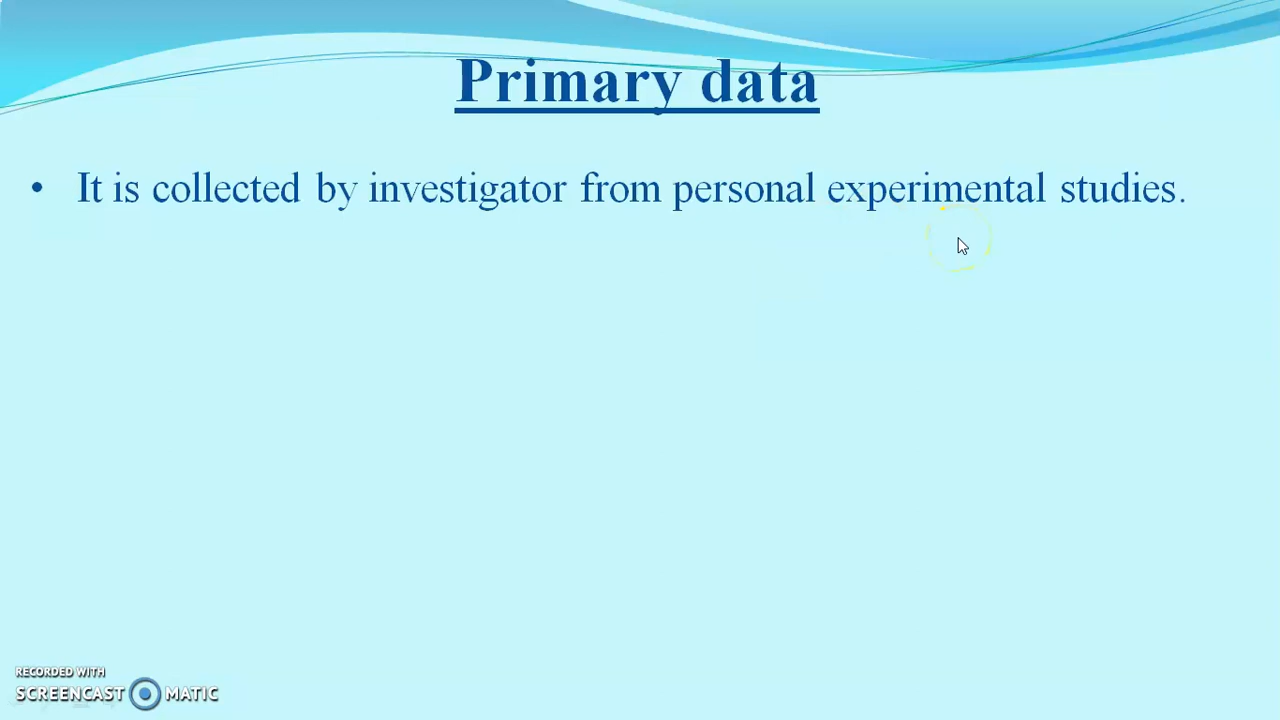 Primary data
• It is collected by investigator from personal experimental studies.
RECORDED WITH
SCREENCAST MATIC